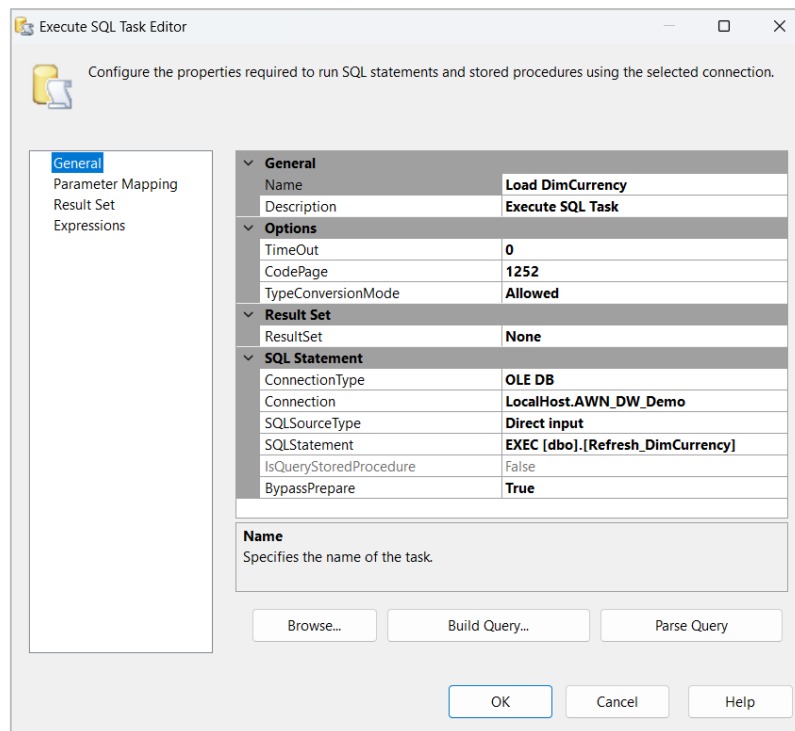 Execute SQL Task Editor
Configure the properties required to run SQL statements and stored procedures using the selected connection.
General
Parameter Mapping
Result Set
Expressions
General
Name Load DimCurrency
Description Execute SQL Task
Options
TimeOut 0
CodePage 1252
TypeConversionMode Allowed
Result Set
ResultSet None
SQL Statement
ConnectionType OLE DB
Connection LocalHost.AWN_DW_Demo
SQLSourceType Direct input
SQLStatement EXEC [dbo].[Refresh_DimCurrency]
IsQueryStoredProcedure False
BypassPrepare True
Name
Specifies the name of the task.
Browse... Build Query... Parse Query
OK Cancel Help